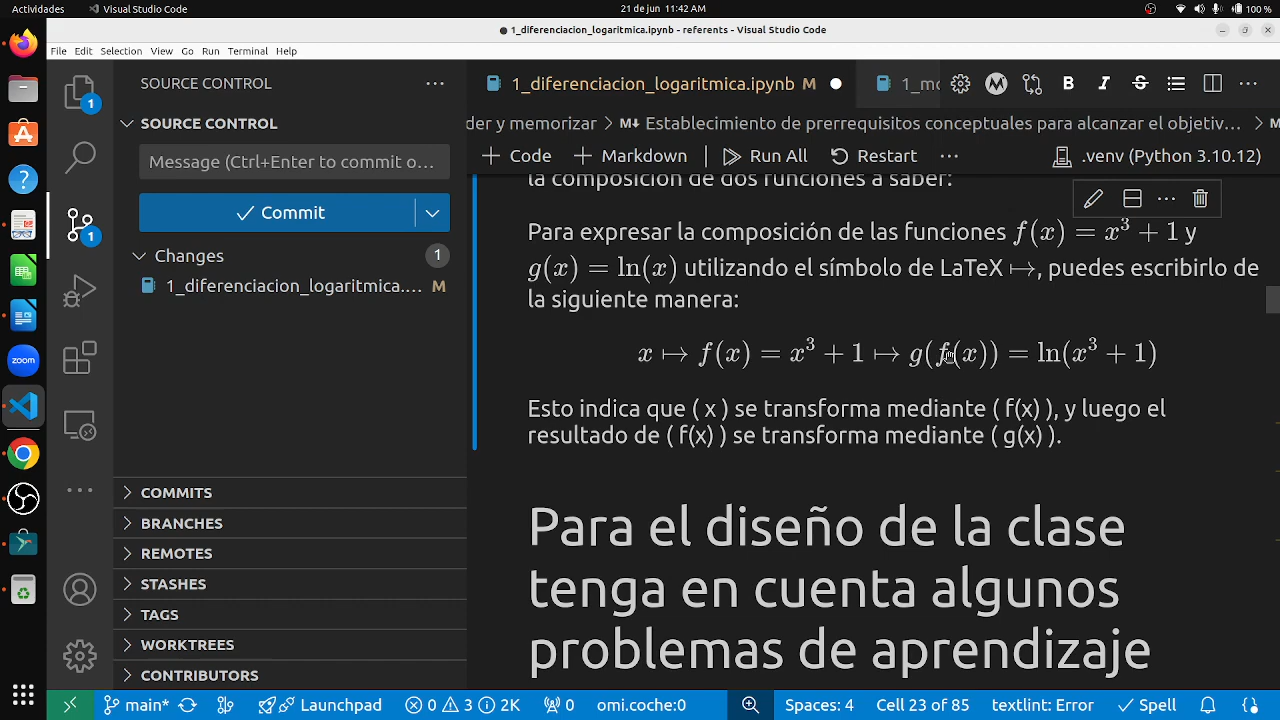 Actividades
Visual Studio Code
21 de jun 11:42 AM
100 %
1_diferenciacion_logaritmica.ipynb - referents - Visual Studio Code
File Edit Selection View Go Run Terminal Help
SOURCE CONTROL
1_diferenciacion_logaritmica.ipynb M
SOURCE CONTROL
der y memorizar > M↓ Establecimiento de prerrequisitos conceptuales para alcanzar el objetiv...
Message (Ctrl+Enter to commit o...
+ Code + Markdown Run All Restart ... .venv (Python 3.10.12)
la composición de dos funciones a saber:
Commit
Para expresar la composición de las funciones f(x) = x³ + 1 y
g(x) = ln(x) utilizando el símbolo de LaTeX ↦, puedes escribirlo de
la siguiente manera:
Changes 1
1_diferenciacion_logaritmica.... M
x ↦ f(x) = x³ + 1 ↦ g(f(x)) = ln(x³ + 1)
Esto indica que ( x ) se transforma mediante ( f(x) ), y luego el
resultado de ( f(x) ) se transforma mediante ( g(x) ).
Para el diseño de la clase
tenga en cuenta algunos
problemas de aprendizaje
COMMITS
BRANCHES
REMOTES
STASHES
TAGS
WORKTREES
CONTRIBUTORS
zoom
main* Launchpad 0 3 2K 0 omi.coche:0 Spaces: 4 Cell 23 of 85 textlint: Error Spell